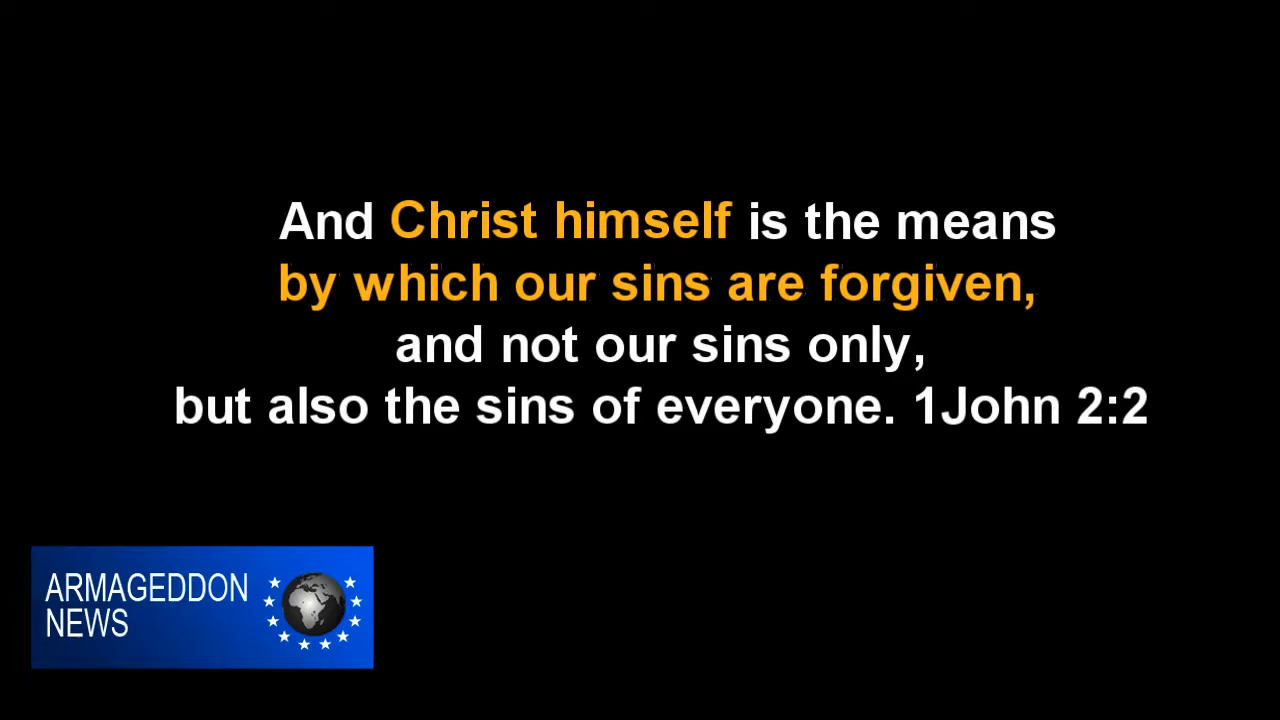 And Christ himself is the means
by which our sins are forgiven,
and not our sins only,
but also the sins of everyone. 1John 2:2
ARMAGEDDON
NEWS